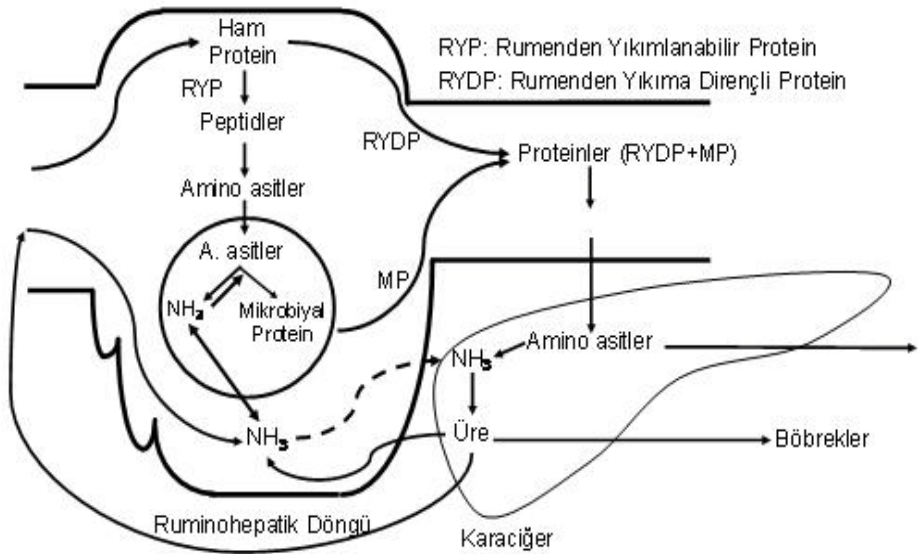 Ham
Protein
RYP: Rumenden Yıkımlanabilir Protein
RYDP: Rumenden Yıkıma Dirençli Protein
RYP
Peptidler
RYDP
Proteinler (RYDP+MP)
Amino asitler
A. asitler
MP
NH3
Mikrobiyal
Protein
NH3
Amino asitler
NH3
Üre
Böbrekler
Ruminohepatik Döngü
Karaciğer